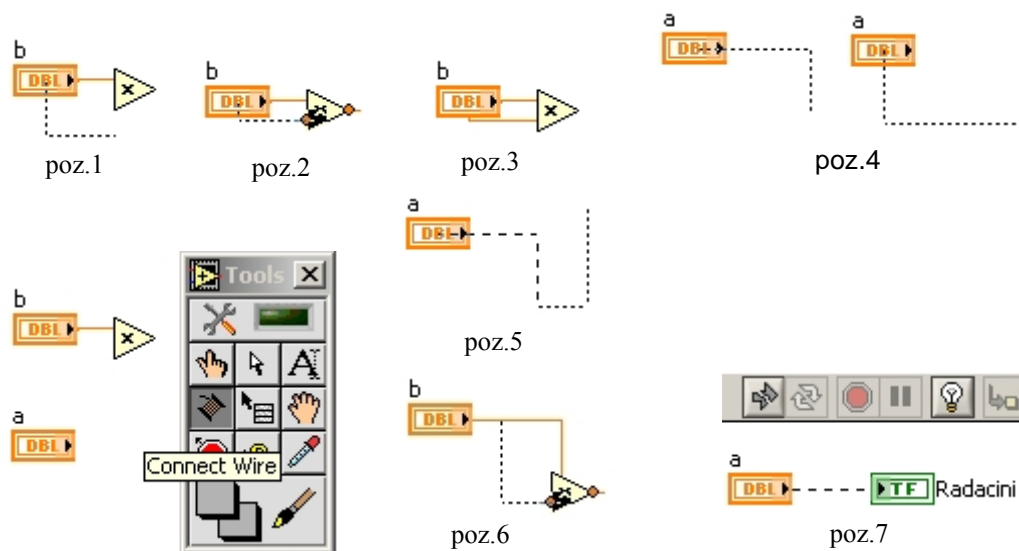 b
DBL
×
poz.1
b
DBL
poz.2
b
DBL
×
poz.3
a
DBL
a
DBL
poz.4
a
DBL
poz.5
b
DBL
×
a
DBL
Tools
A
Connect Wire
b
DBL
poz.6
a
DBL
TF Radacini
poz.7